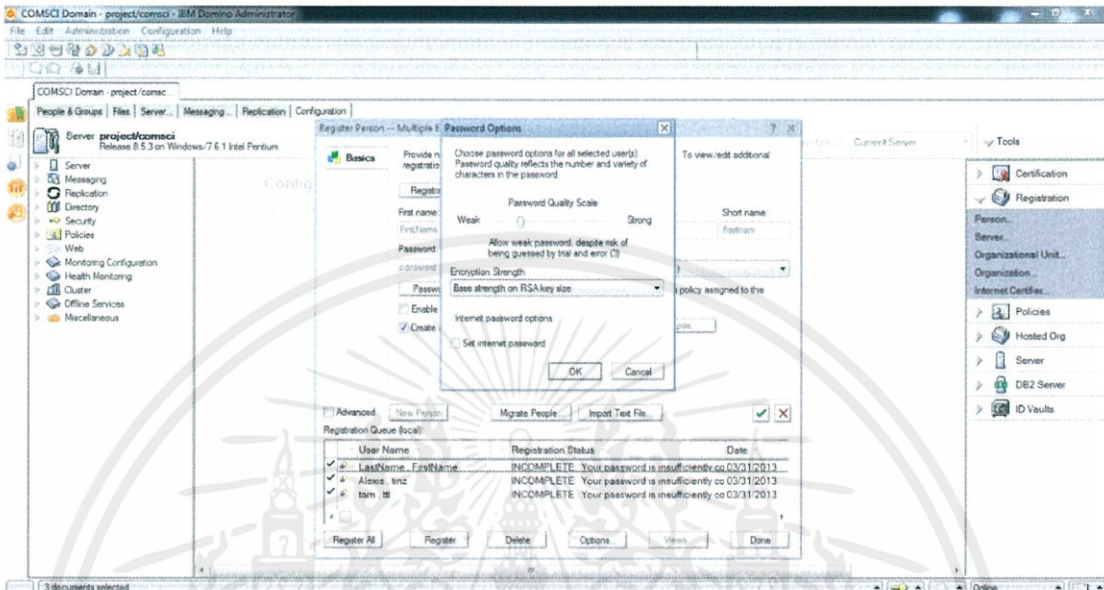 COMSCI Domain - project/comsci - IBM Domino Administrator
File Edit Administration Configuration Help
COMSCI Domain - project/comsc...
People & Groups Files Server... Messaging... Replication Configuration
Server: project/comsci
Release 8.5.3 on Windows/7 6.1 Intel Pentium
Current Server
Tools
Server
Messaging
Replication
Directory
Security
Policies
Web
Monitoring Configuration
Health Monitoring
Cluster
Offline Services
Miscellaneous
Config
Register Person -- Multiple E
Basics
Provide n
registratio
To view/edit additional
Registra
First name:
FirstName
Short name:
Password:
password
Passwo
policy assigned to this
Enable
Create
Password Options
Choose password options for all selected user(s).
Password quality reflects the number and variety of
characters in the password
Password Quality Scale
Weak Strong
Allow weak password, despite risk of
being guessed by trial and error (3)
Encryption Strength
Base strength on RSA key size
Internet password options
Set internet password
OK Cancel
Advanced New Person Migrate People... Import Text File...
Registration Queue (local):
User Name Registration Status Date
LastName , FirstName INCOMPLETE: Your password is insufficiently co 03/31/2013
Alexis , tinz INCOMPLETE: Your password is insufficiently co 03/31/2013
tam , ttl INCOMPLETE: Your password is insufficiently co 03/31/2013
Register All Register Delete Options... Views... Done
Certification
Registration
Person...
Server...
Organizational Unit...
Organization...
Internet Certifier...
Policies
Hosted Org
Server
DB2 Server
ID Vaults
3 documents selected
Online